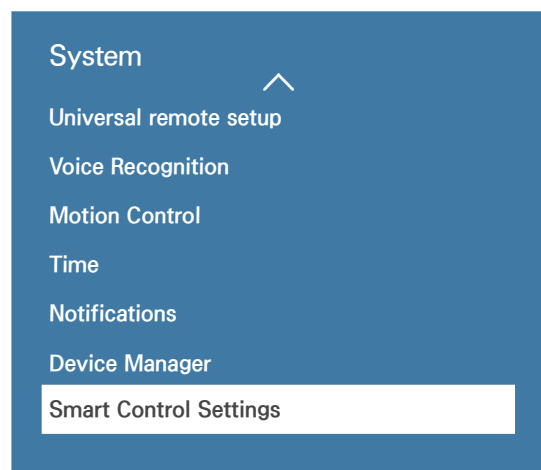 System
Universal remote setup
Voice Recognition
Motion Control
Time
Notifications
Device Manager
Smart Control Settings